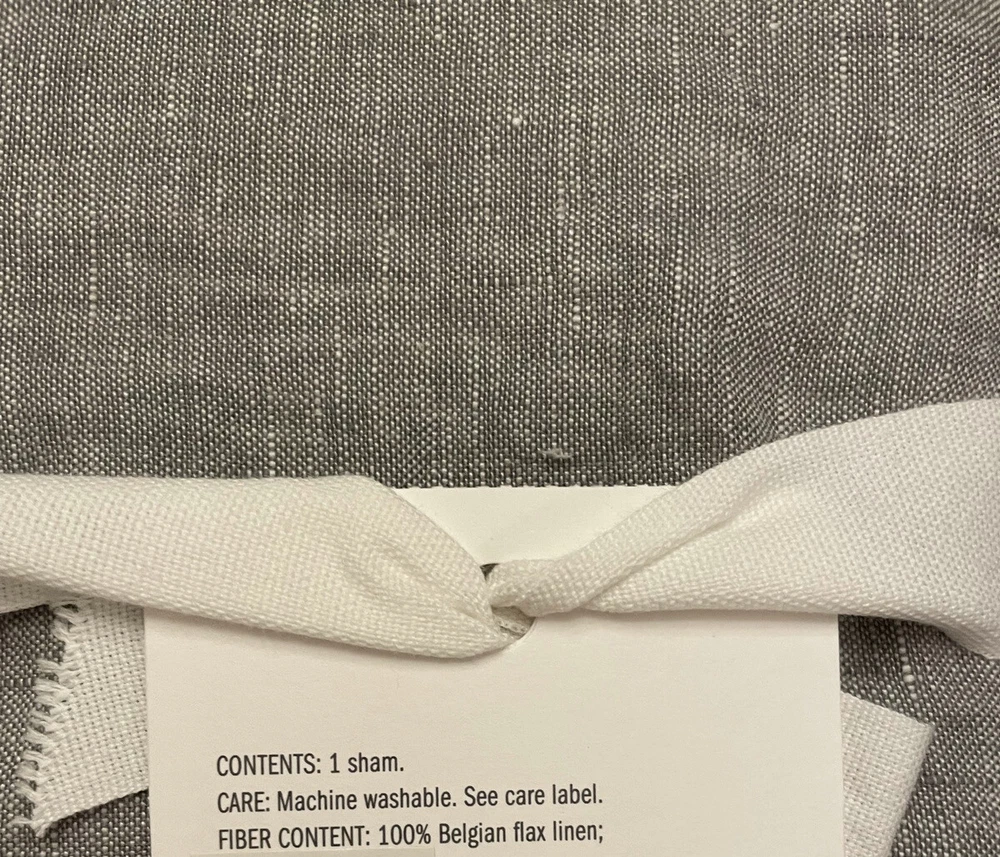 CONTENTS: 1 sham.
CARE: Machine washable. See care label.
FIBER CONTENT: 100% Belgian flax linen;